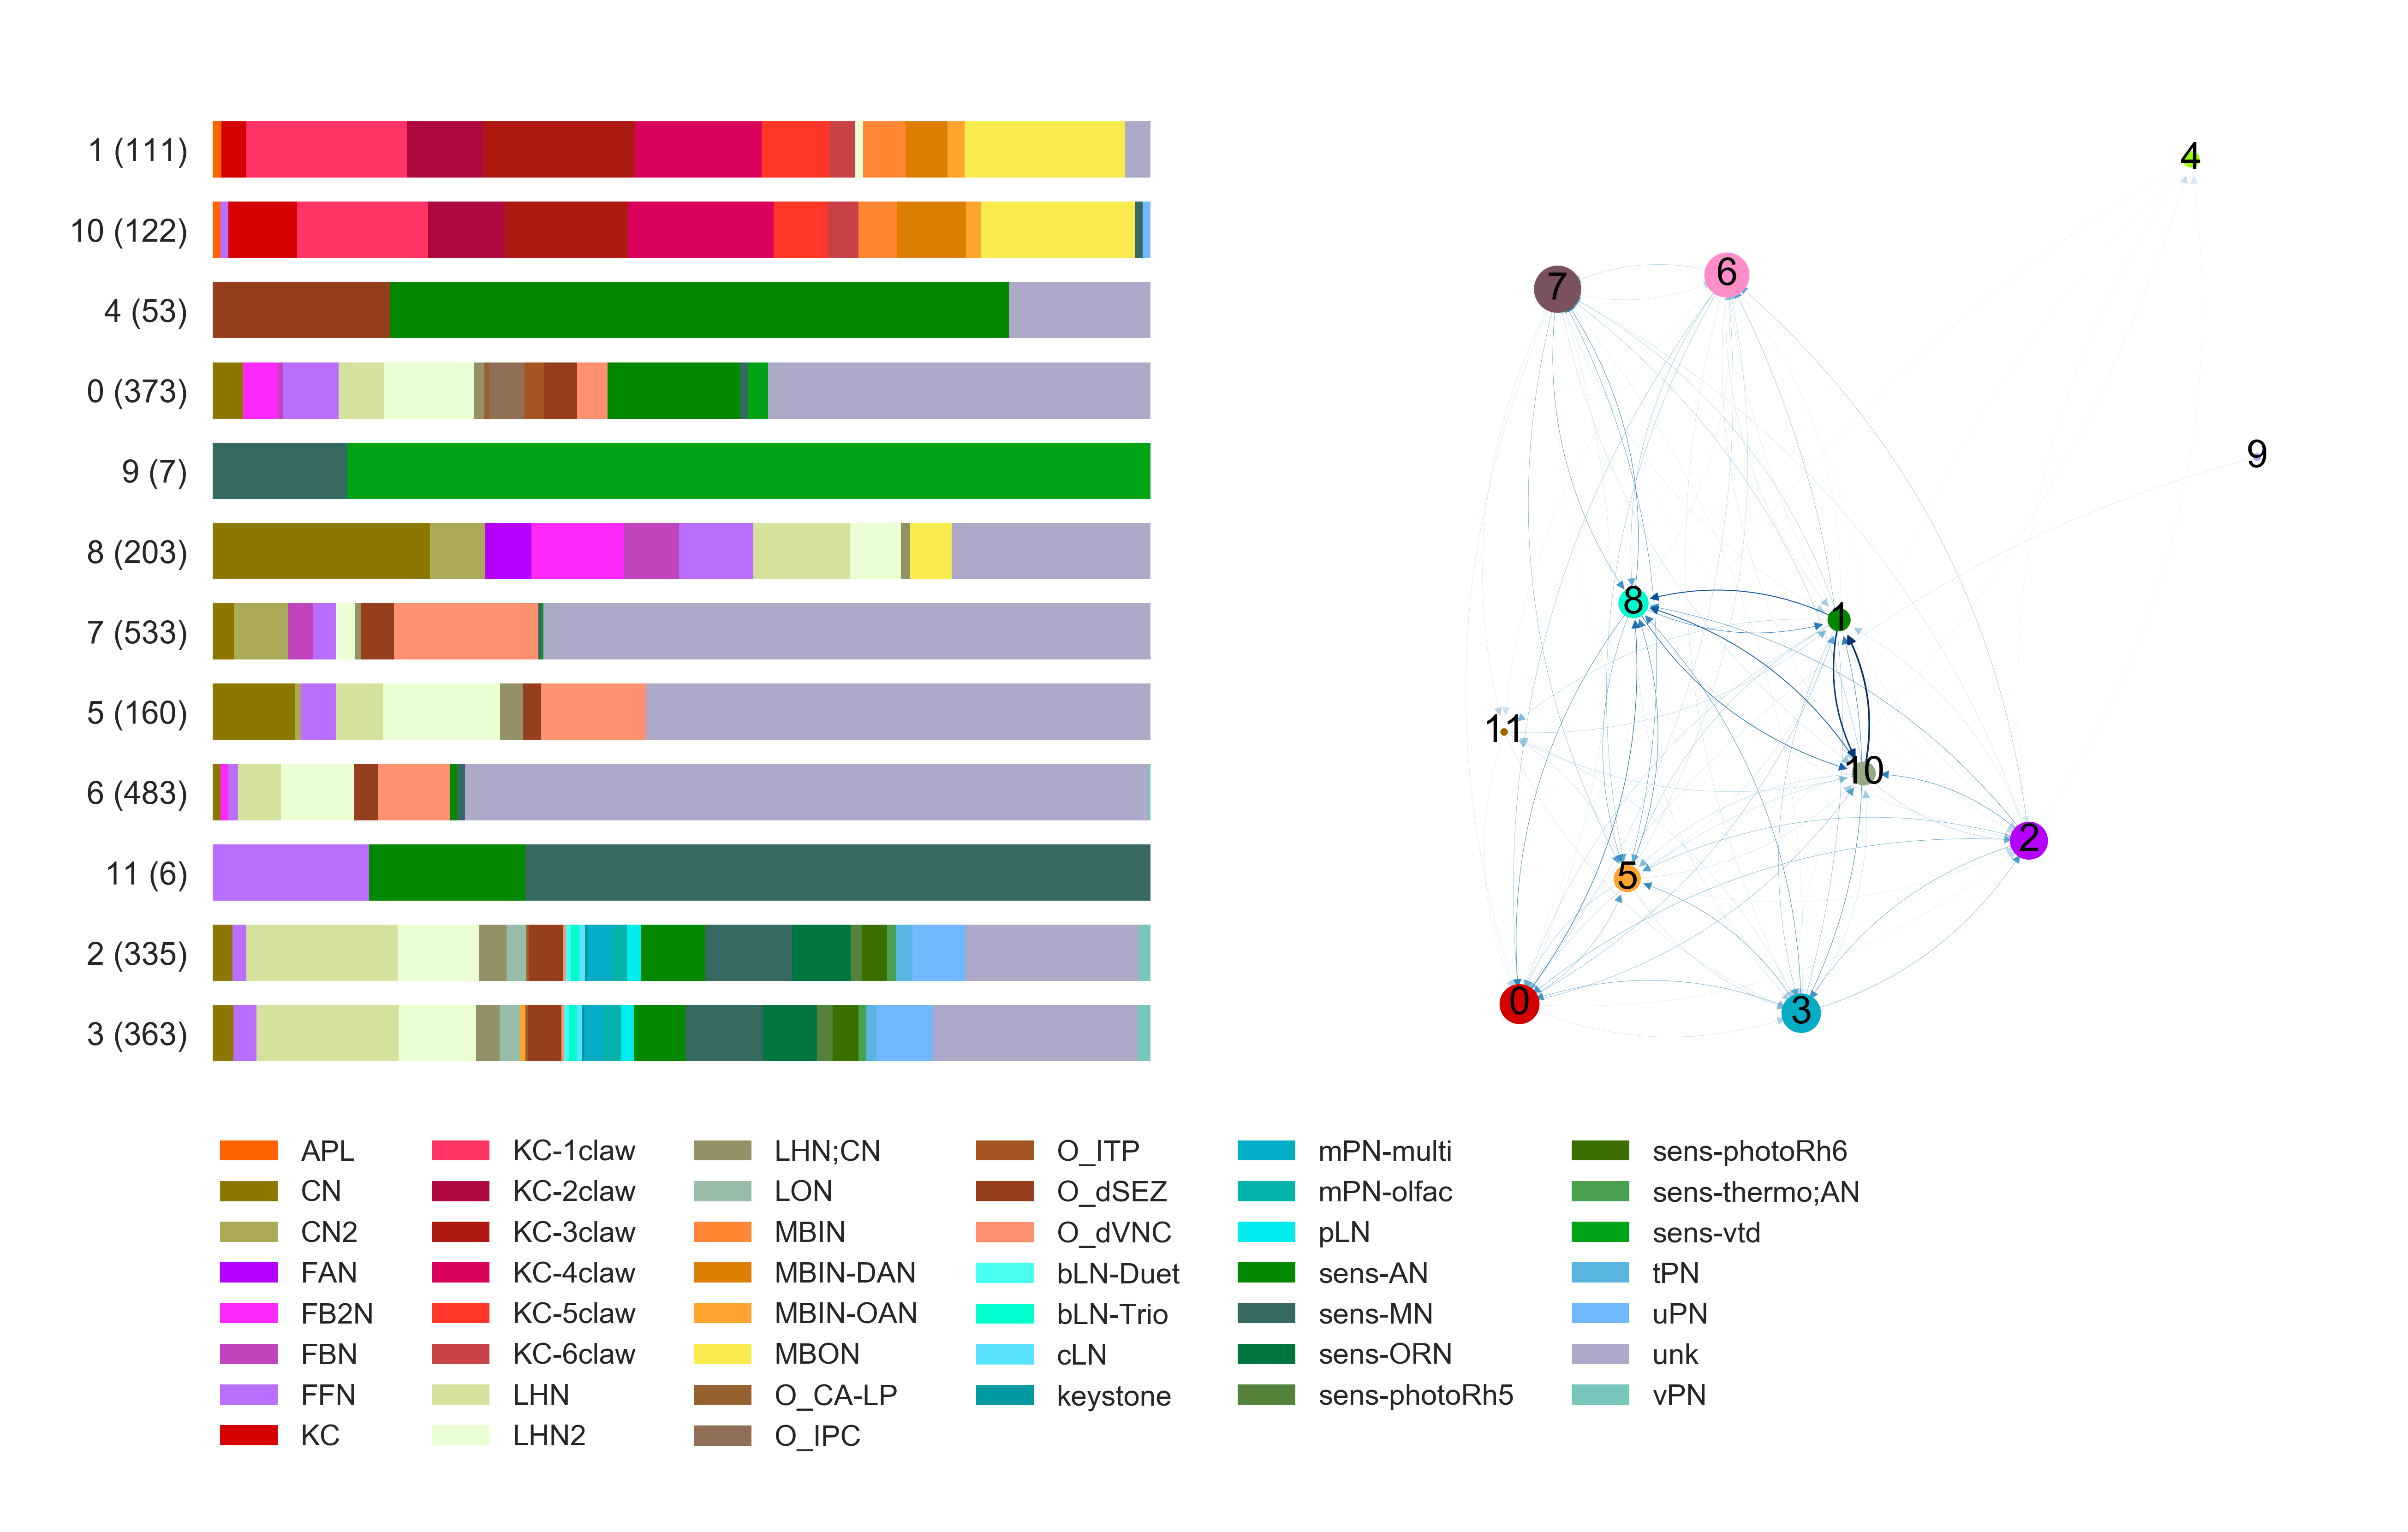 1 (111)
10 (122)
4 (53)
0 (373)
9 (7)
8 (203)
7 (533)
5 (160)
6 (483)
11 (6)
2 (335)
3 (363)
4
6
7
9
8
1
11
10
2
5
0
3
APL
CN
CN2
FAN
FB2N
FBN
FFN
KC
KC-1claw
KC-2claw
KC-3claw
KC-4claw
KC-5claw
KC-6claw
LHN
LHN2
LHN;CN
LON
MBIN
MBIN-DAN
MBIN-OAN
MBON
O_CA-LP
O_IPC
O_ITP
O_dSEZ
O_dVNC
bLN-Duet
bLN-Trio
cLN
keystone
mPN-multi
mPN-olfac
pLN
sens-AN
sens-MN
sens-ORN
sens-photoRh5
sens-photoRh6
sens-thermo;AN
sens-vtd
tPN
uPN
unk
vPN